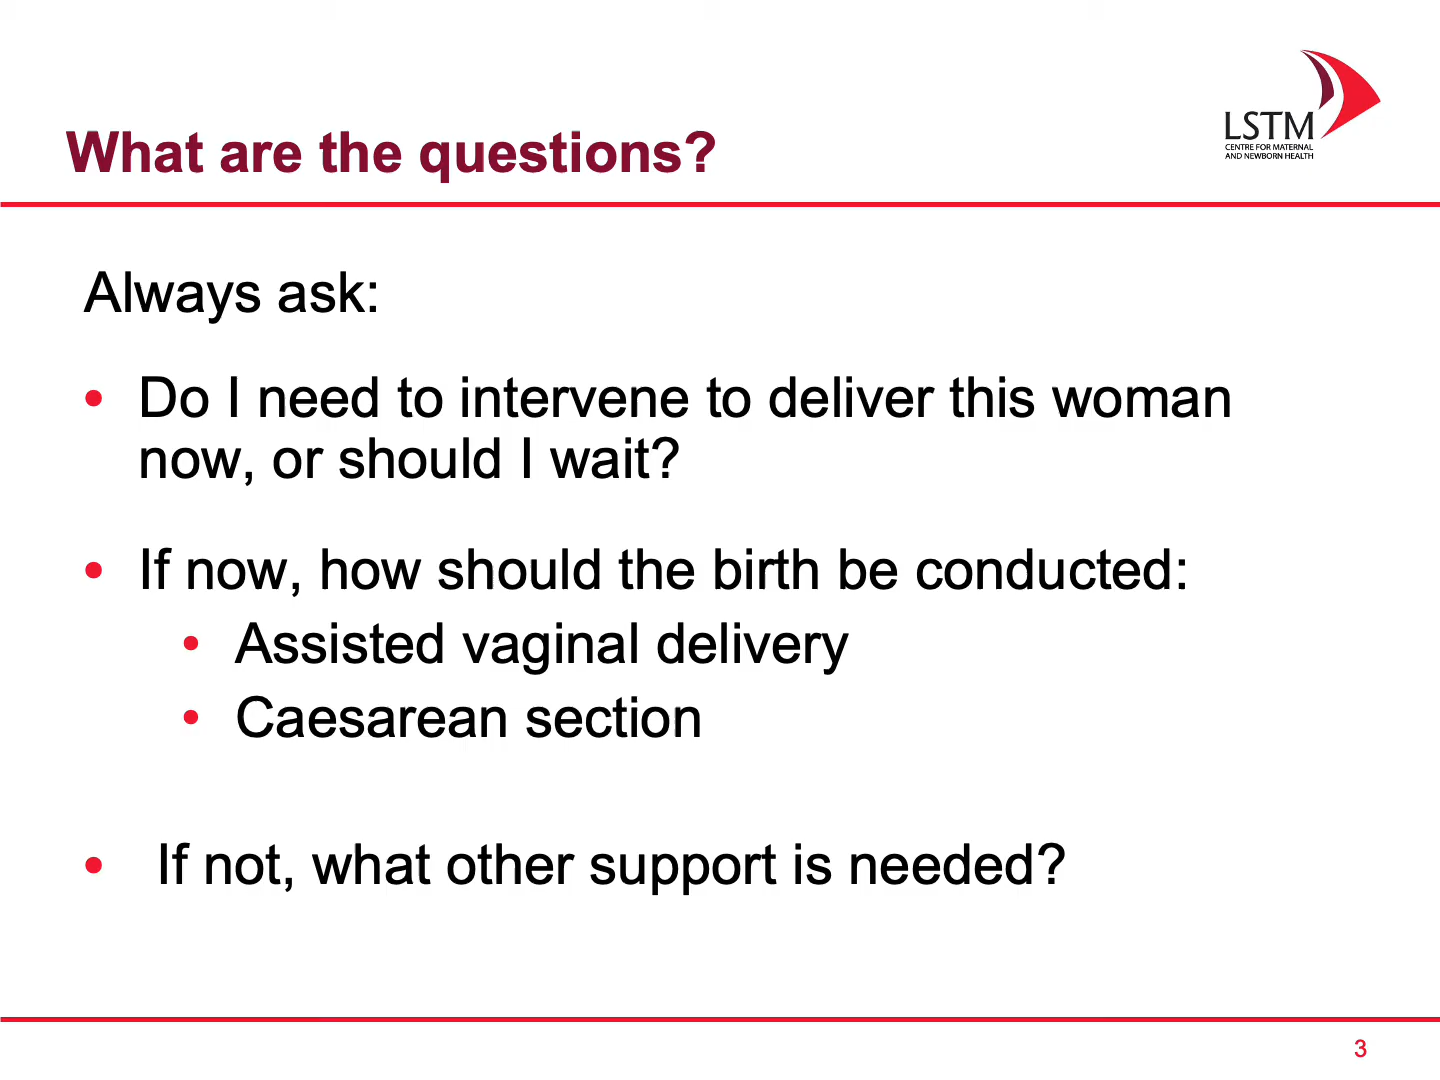 LSTM
CENTRE FOR MATERNAL
AND NEWBORN HEALTH
What are the questions?
Always ask:
• Do I need to intervene to deliver this woman
now, or should I wait?
• If now, how should the birth be conducted:
• Assisted vaginal delivery
• Caesarean section
• If not, what other support is needed?
3